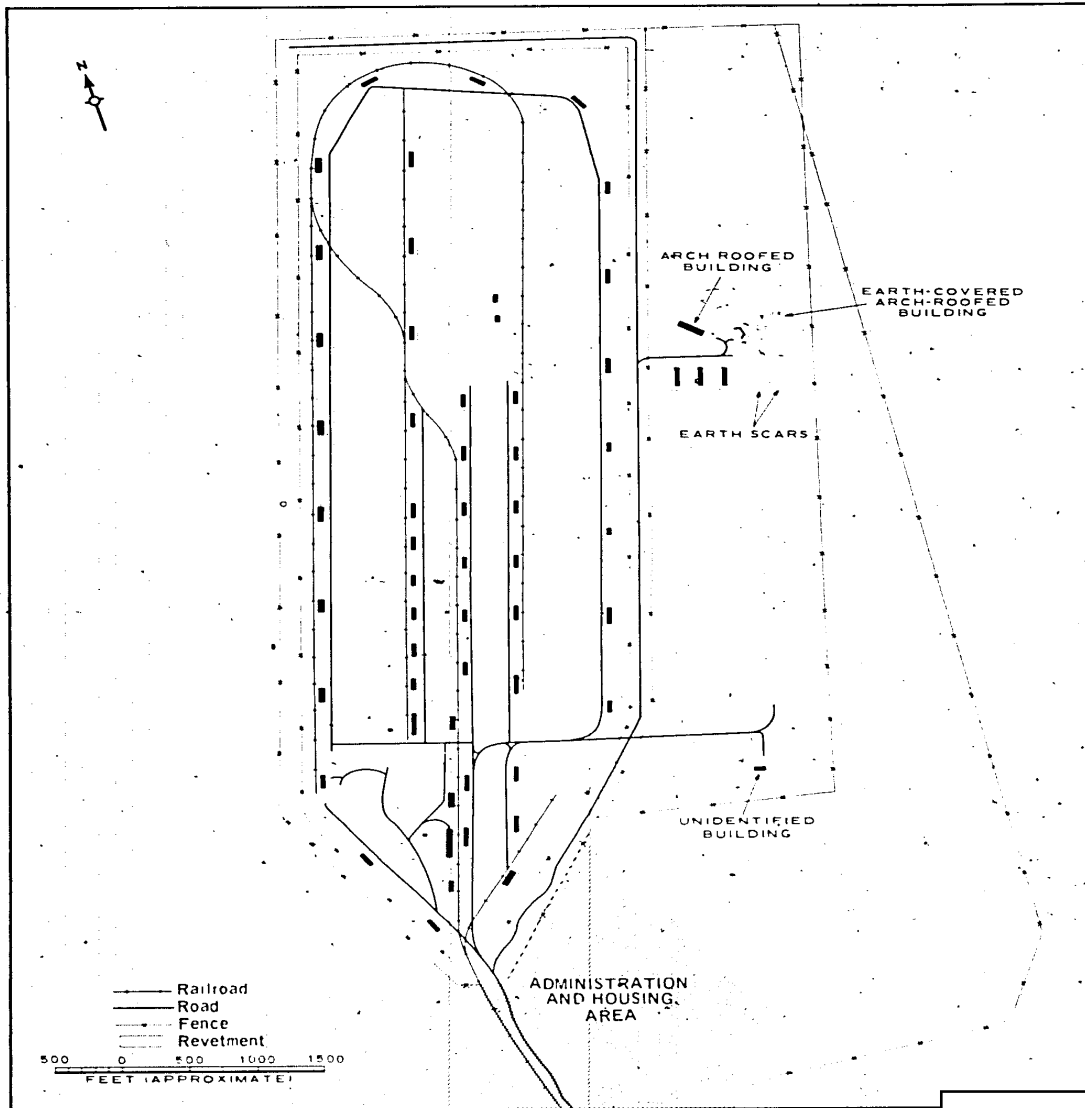 N
ARCH ROOFED
BUILDING
EARTH-COVERED
ARCH-ROOFED
BUILDING
EARTH SCARS
UNIDENTIFIED
BUILDING
ADMINISTRATION
AND HOUSING
AREA
Railroad
Road
Fence
Revetment
500 0 500 1000 1500
FEET (APPROXIMATE)